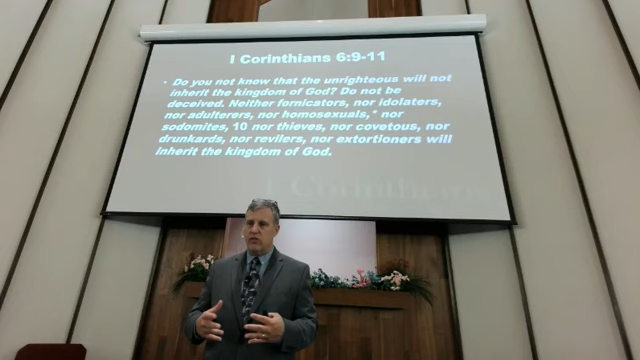 I Corinthians 6:9-11
• Do you not know that the unrighteous will not
inherit the kingdom of God? Do not be
deceived. Neither fornicators, nor idolaters,
nor adulterers, nor homosexuals,* nor
sodomites, 10 nor thieves, nor covetous, nor
drunkards, nor revilers, nor extortioners will
inherit the kingdom of God.
I Corinthians